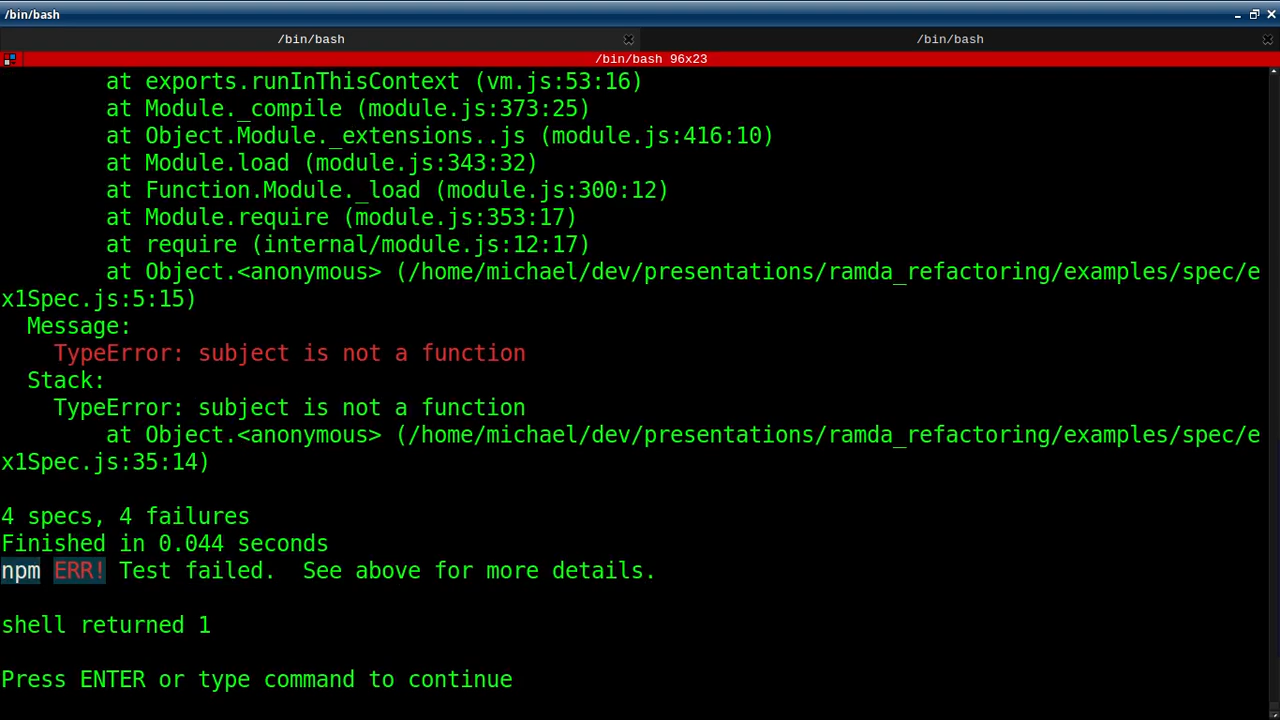 /bin/bash
/bin/bash
/bin/bash
/bin/bash 96x23
at exports.runInThisContext (vm.js:53:16)
at Module._compile (module.js:373:25)
at Object.Module._extensions..js (module.js:416:10)
at Module.load (module.js:343:32)
at Function.Module._load (module.js:300:12)
at Module.require (module.js:353:17)
at require (internal/module.js:12:17)
at Object.<anonymous> (/home/michael/dev/presentations/ramda_refactoring/examples/spec/e
x1Spec.js:5:15)
Message:
TypeError: subject is not a function
Stack:
TypeError: subject is not a function
at Object.<anonymous> (/home/michael/dev/presentations/ramda_refactoring/examples/spec/e
x1Spec.js:35:14)
4 specs, 4 failures
Finished in 0.044 seconds
npm ERR! Test failed.  See above for more details.
shell returned 1
Press ENTER or type command to continue